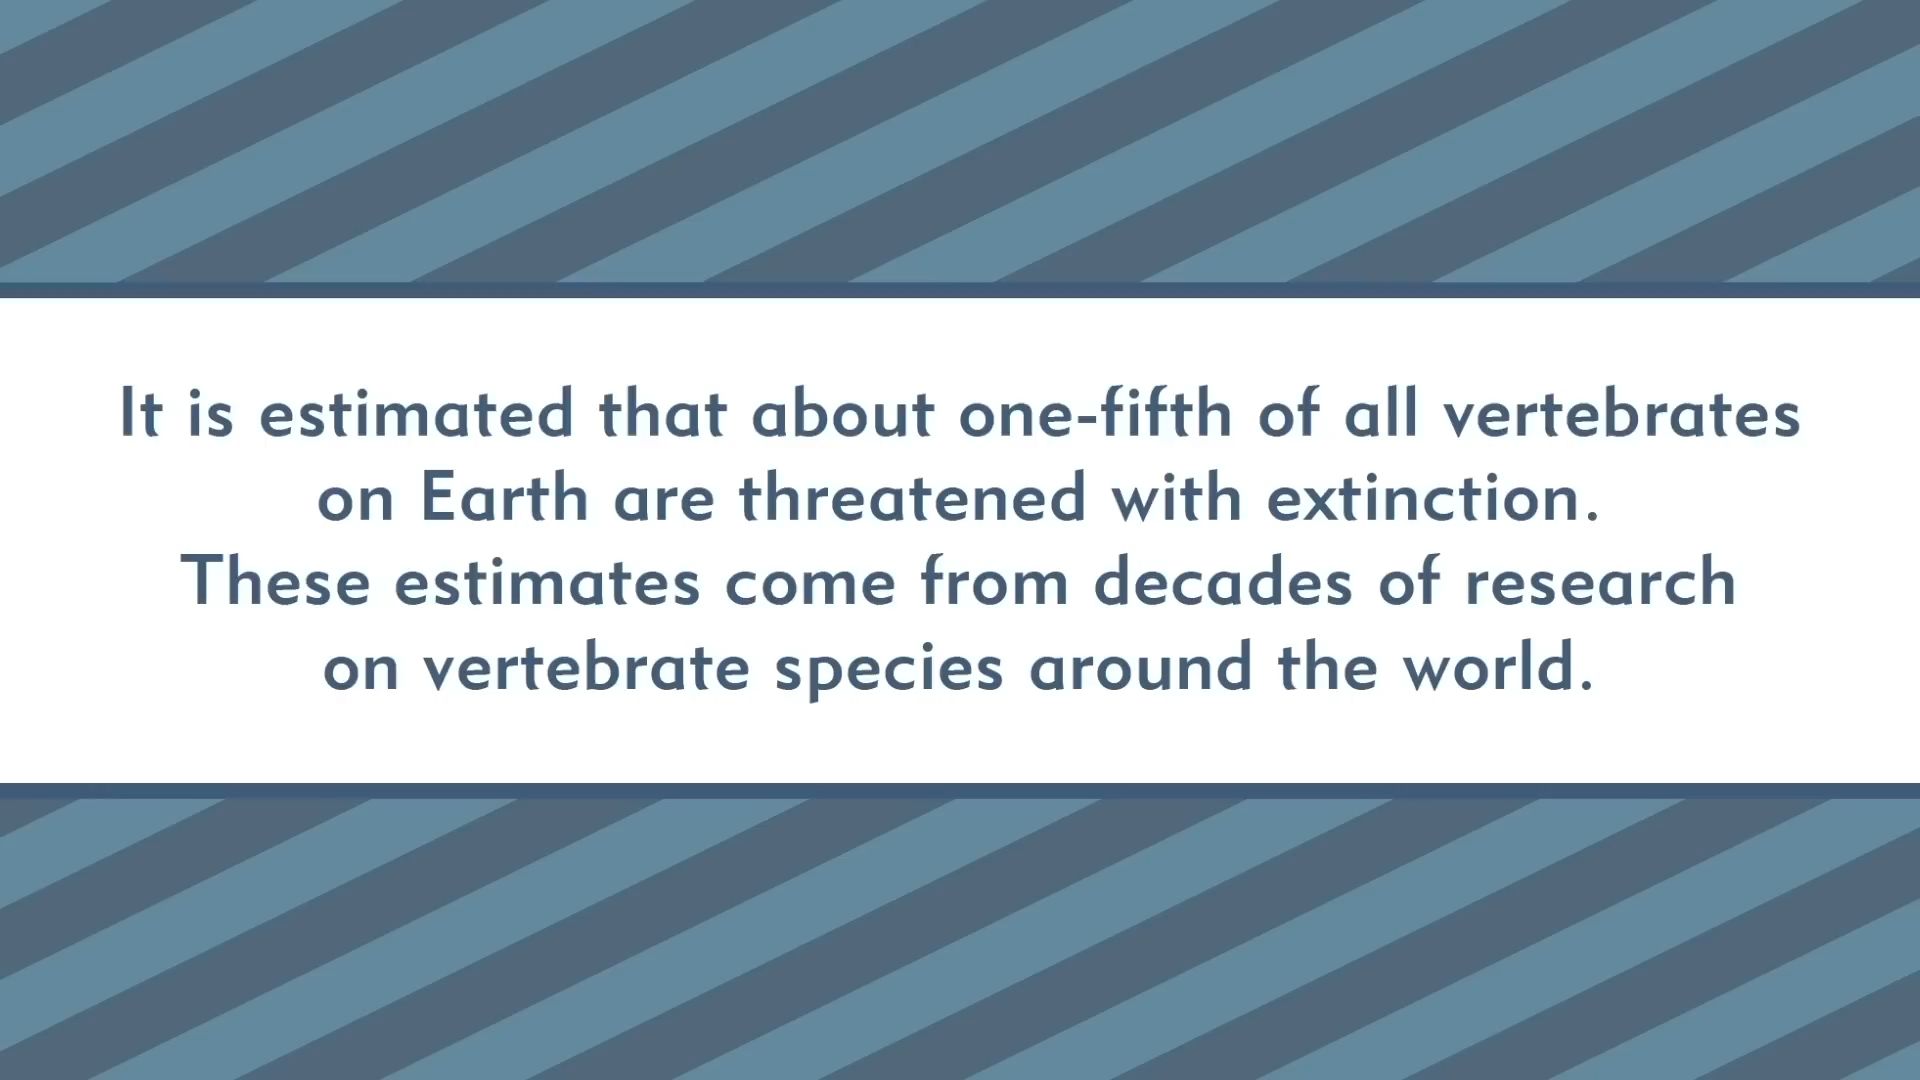 It is estimated that about one-fifth of all vertebrates
on Earth are threatened with extinction.
These estimates come from decades of research
on vertebrate species around the world.